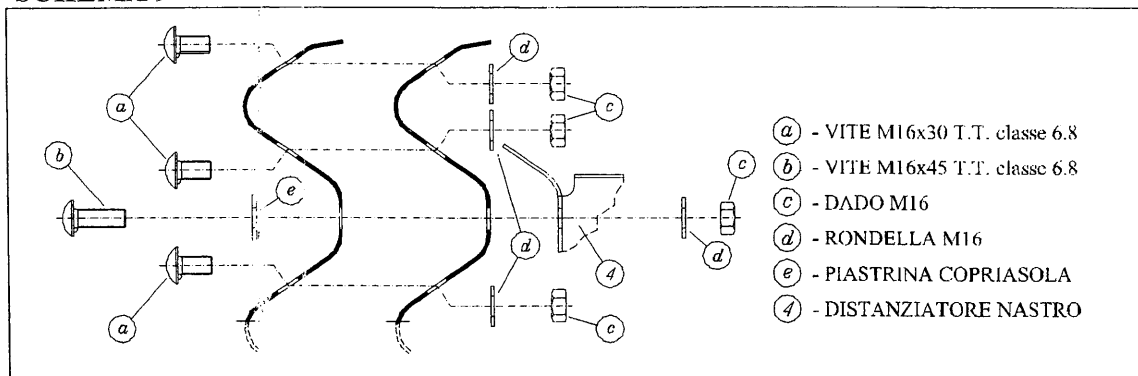 a
b
a
e
d
c
d
4
c
c
d
a - VITE M16x30 T.T. classe 6.8
b - VITE M16x45 T.T. classe 6.8
c - DADO M16
d - RONDELLA M16
e - PIASTRINA COPRIASOLA
4 - DISTANZIATORE NASTRO
a